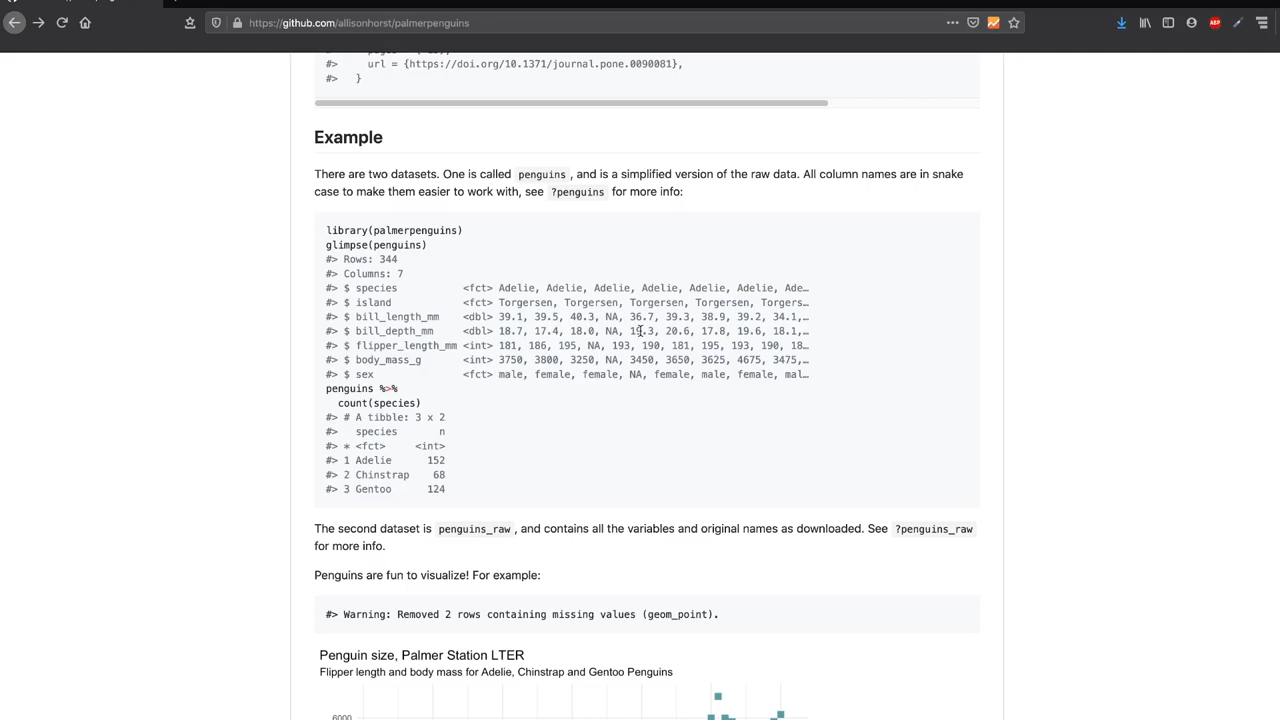 https://github.com/allisonhorst/palmerpenguins
ABP
#>     url = {https://doi.org/10.1371/journal.pone.0090081},
#>   }
Example
There are two datasets. One is called penguins , and is a simplified version of the raw data. All column names are in snake
case to make them easier to work with, see ?penguins for more info:
library(palmerpenguins)
glimpse(penguins)
#> Rows: 344
#> Columns: 7
#> $ species           <fct> Adelie, Adelie, Adelie, Adelie, Adelie, Adelie, Ade…
#> $ island            <fct> Torgersen, Torgersen, Torgersen, Torgersen, Torgers…
#> $ bill_length_mm    <dbl> 39.1, 39.5, 40.3, NA, 36.7, 39.3, 38.9, 39.2, 34.1,…
#> $ bill_depth_mm     <dbl> 18.7, 17.4, 18.0, NA, 19.3, 20.6, 17.8, 19.6, 18.1,…
#> $ flipper_length_mm <int> 181, 186, 195, NA, 193, 190, 181, 195, 193, 190, 18…
#> $ body_mass_g       <int> 3750, 3800, 3250, NA, 3450, 3650, 3625, 4675, 3475,…
#> $ sex               <fct> male, female, female, NA, female, male, female, mal…
penguins %>%
  count(species)
#> # A tibble: 3 x 2
#>   species       n
#> * <fct>     <int>
#> 1 Adelie      152
#> 2 Chinstrap    68
#> 3 Gentoo      124
The second dataset is penguins_raw , and contains all the variables and original names as downloaded. See ?penguins_raw
for more info.
Penguins are fun to visualize! For example:
#> Warning: Removed 2 rows containing missing values (geom_point).
Penguin size, Palmer Station LTER
Flipper length and body mass for Adelie, Chinstrap and Gentoo Penguins
6000